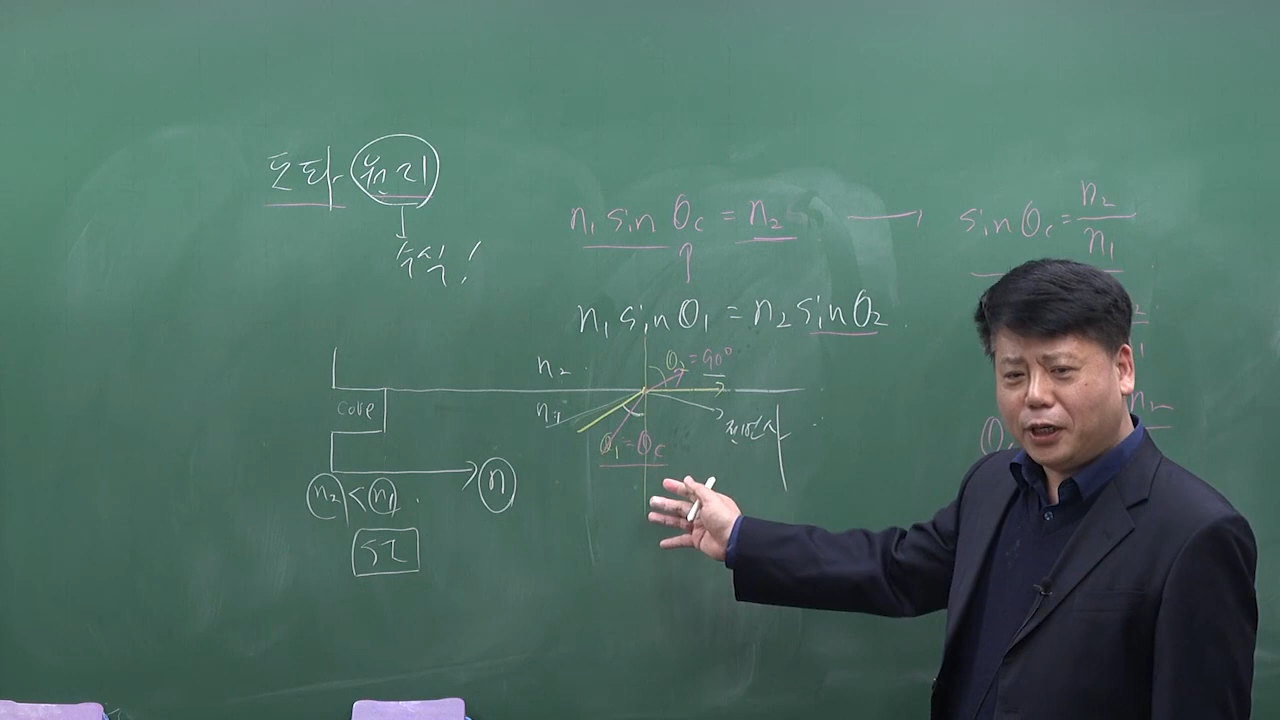 도파 원리
수식!
n₁ sin θc = n₂ → sin θc = n₂/n₁
n₁ sin θ₁ = n₂ sin θ₂
n₂
θ₂ = 90°
core
n₁
전반사
θ₁ = θc
n
n₂ < n₁
SI